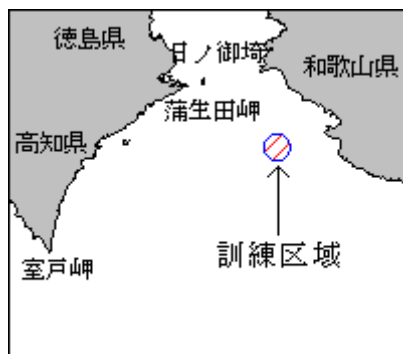 徳島県
日ノ御埼
和歌山県
蒲生田岬
高知県
訓練区域
室戸岬